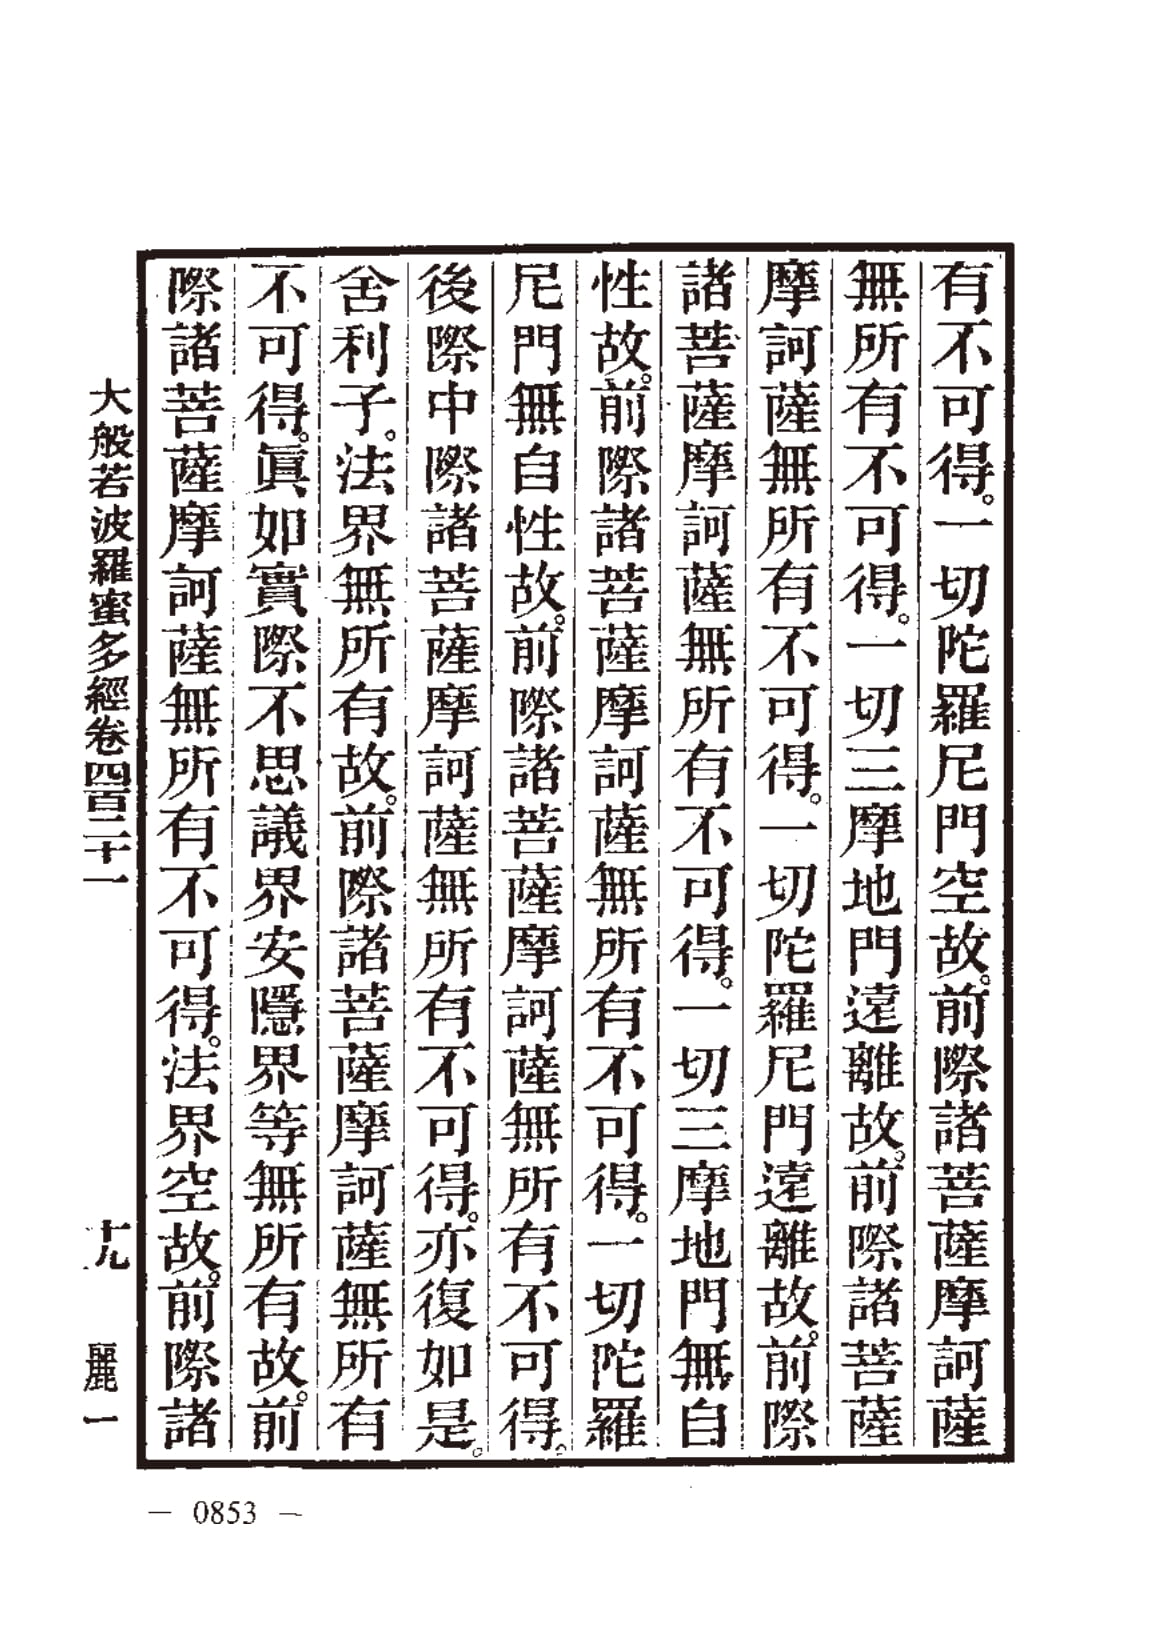 有不可得。一切陀羅尼門空故。前際諸菩薩摩訶薩
無所有不可得。一切三摩地門遠離故。前際諸菩薩
摩訶薩無所有不可得。一切陀羅尼門遠離故。前際
諸菩薩摩訶薩無所有不可得。一切三摩地門無自
性故。前際諸菩薩摩訶薩無所有不可得。一切陀羅
尼門無自性故。前際諸菩薩摩訶薩無所有不可得。
後際中際諸菩薩摩訶薩無所有不可得。亦復如是。
舍利子。法界無所有故。前際諸菩薩摩訶薩無所有
不可得。眞如實際不思議界安隱界等無所有故。前
際諸菩薩摩訶薩無所有不可得。法界空故。前際諸
大般若波羅蜜多經卷四百二十一 十九 麗一
— 0853 —